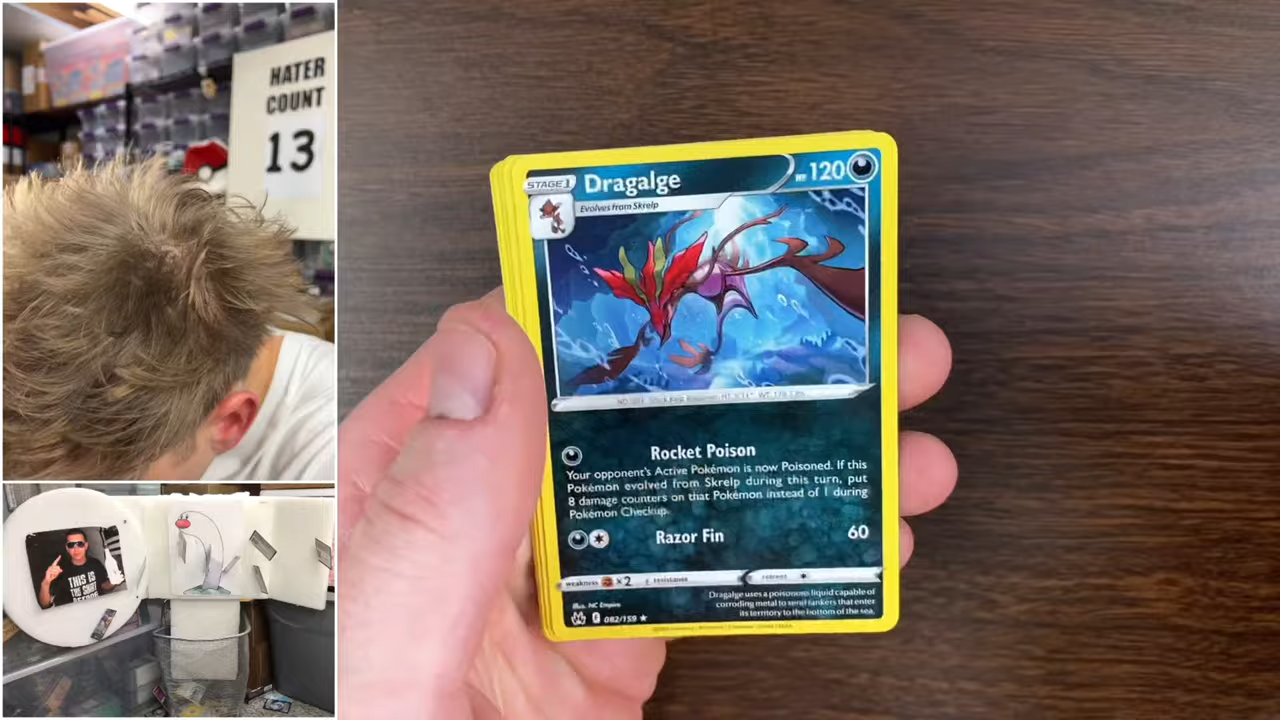 HATER
COUNT
13
THIS IS
STAGE 1
Dragalge
HP 120
Evolves from Skrelp
Rocket Poison
Your opponent's Active Pokémon is now Poisoned. If this
Pokémon evolved from Skrelp during this turn, put
8 damage counters on that Pokémon instead of 1 during
Pokémon Checkup.
Razor Fin
60
weakness ×2
resistance
retreat
Illus. NC Empire
082/159 ★
Dragalge uses a poisonous liquid capable of
corroding metal to send tankers that enter
its territory to the bottom of the sea.